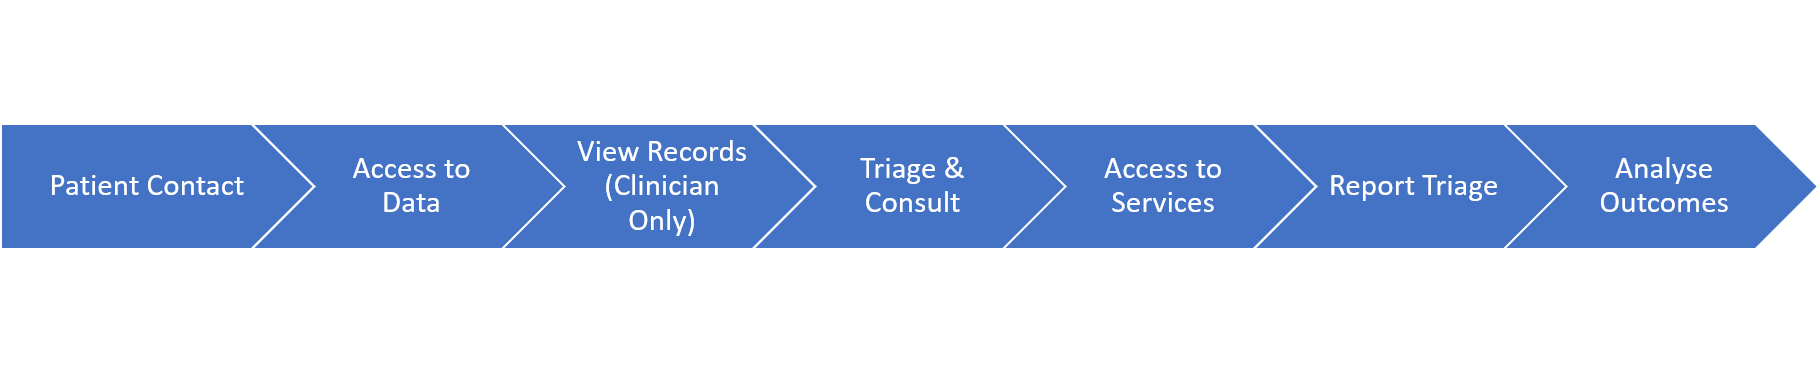 Patient Contact
Access to
Data
View Records
(Clinician
Only)
Triage &
Consult
Access to
Services
Report Triage
Analyse
Outcomes